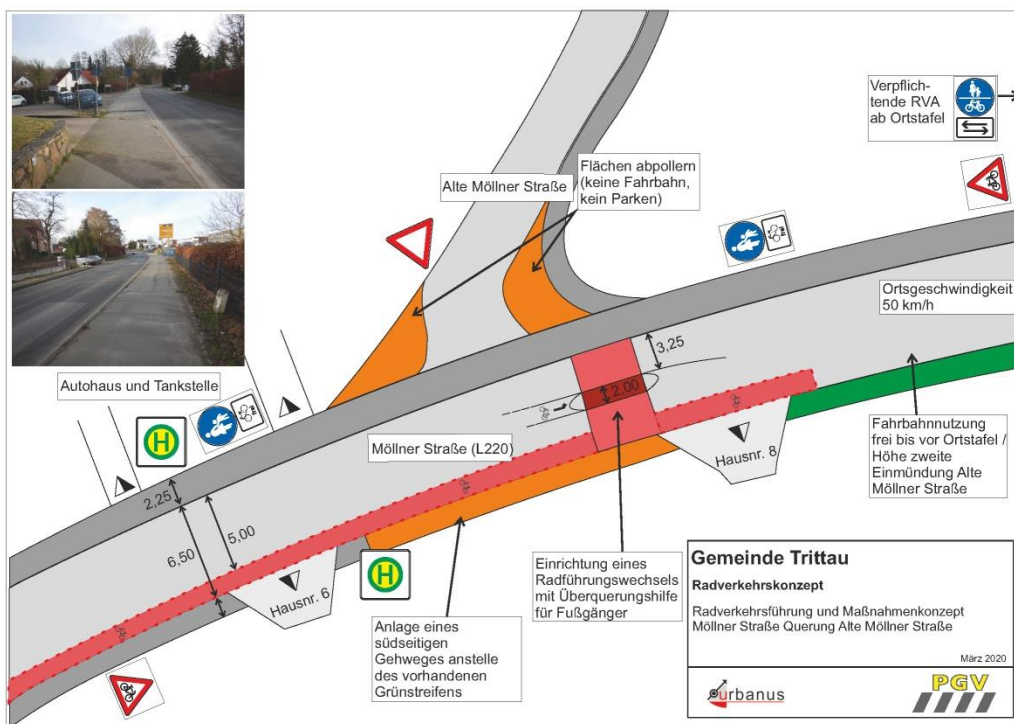 Verpflich-
tende RVA
ab Ortstafel
Flächen abpollern
(keine Fahrbahn,
kein Parken)
Alte Möllner Straße
Ortsgeschwindigkeit
50 km/h
3,25
2,00
Autohaus und Tankstelle
H
Möllner Straße (L220)
Hausnr. 8
Fahrbahnnutzung
frei bis vor Ortstafel /
Höhe zweite
Einmündung Alte
Möllner Straße
2,25
5,00
6,50
H
Hausnr. 6
Einrichtung eines
Radführungswechsels
mit Überquerungshilfe
für Fußgänger
Anlage eines
südseitigen
Gehweges anstelle
des vorhandenen
Grünstreifens
Gemeinde Trittau
Radverkehrskonzept
Radverkehrsführung und Maßnahmenkonzept
Möllner Straße Querung Alte Möllner Straße
März 2020
urbanus
PGV